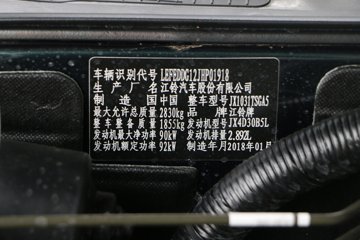 车辆识别代号 LEFEDDG12JHP01918
生产厂名 江铃汽车股份有限公司
制造国 中国 整车型号 JX1031TSGA5
最大允许总质量 2830kg 品牌 江铃牌
整车整备质量 1855kg 发动机型号 JX4D30B5L
发动机最大净功率 90kW 发动机排量 2.892L
发动机额定功率 92kW 制造年月 2018年01月